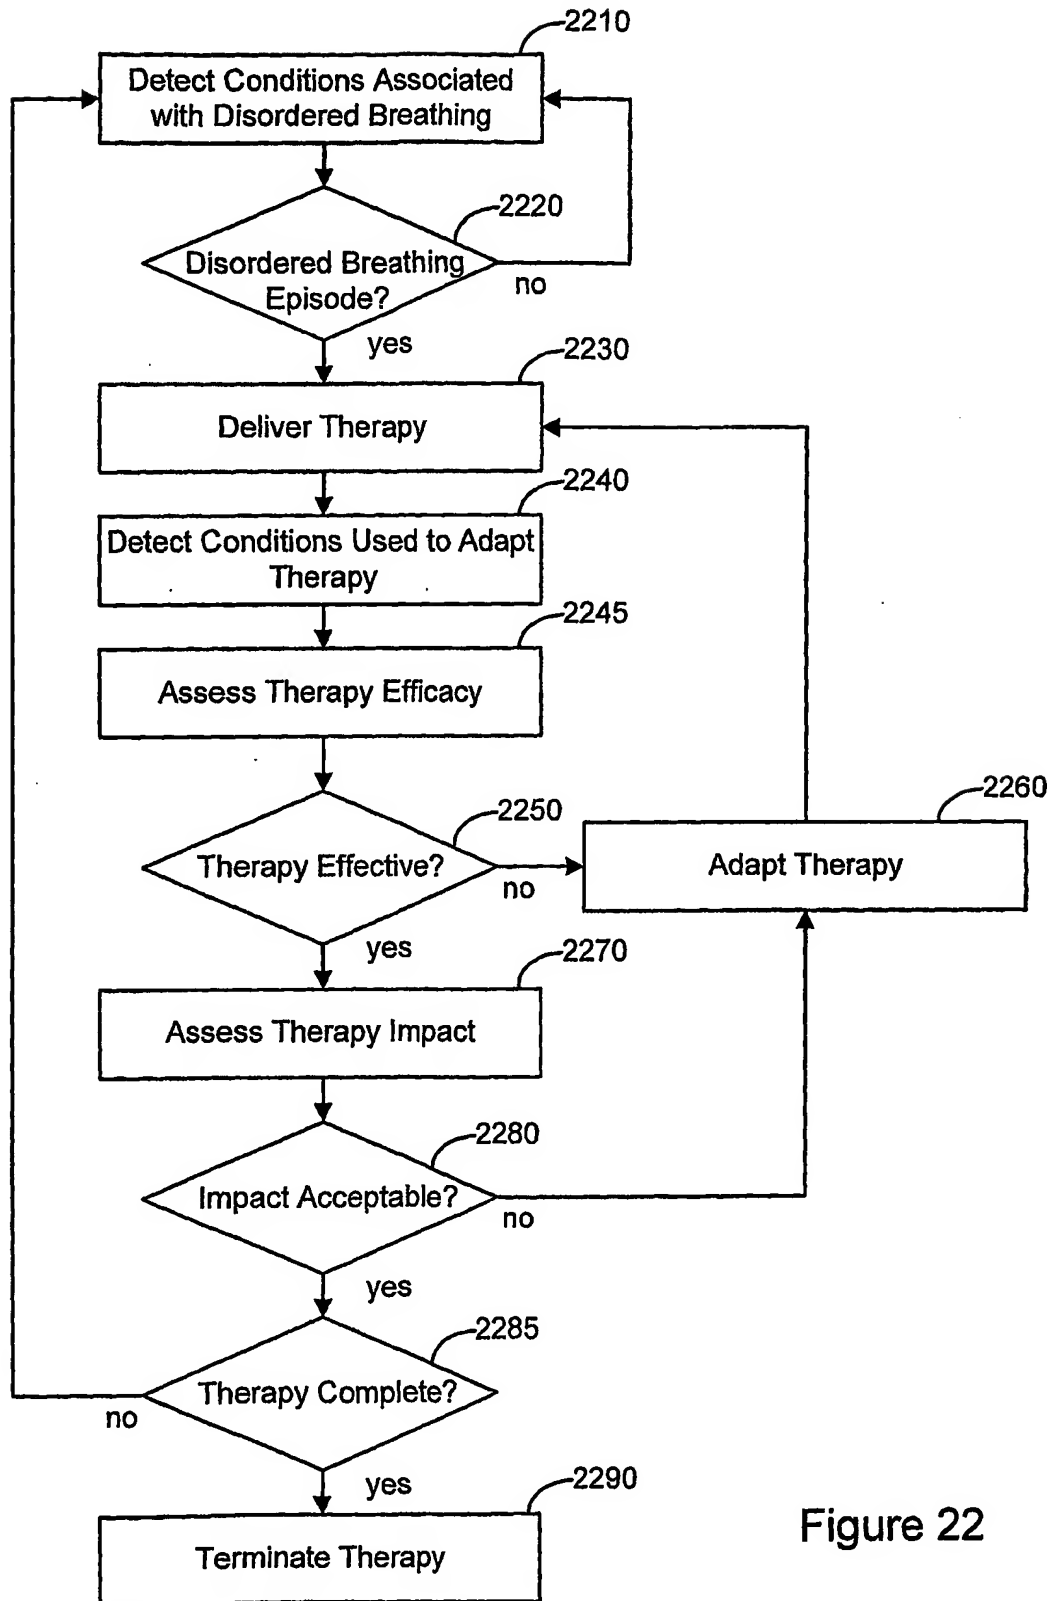 2210
Detect Conditions Associated
with Disordered Breathing
2220
Disordered Breathing
Episode?
no
yes
2230
Deliver Therapy
2240
Detect Conditions Used to Adapt
Therapy
2245
Assess Therapy Efficacy
2250
Therapy Effective?
no
2260
Adapt Therapy
yes
2270
Assess Therapy Impact
2280
Impact Acceptable?
no
yes
2285
Therapy Complete?
no
yes
2290
Terminate Therapy
Figure 22